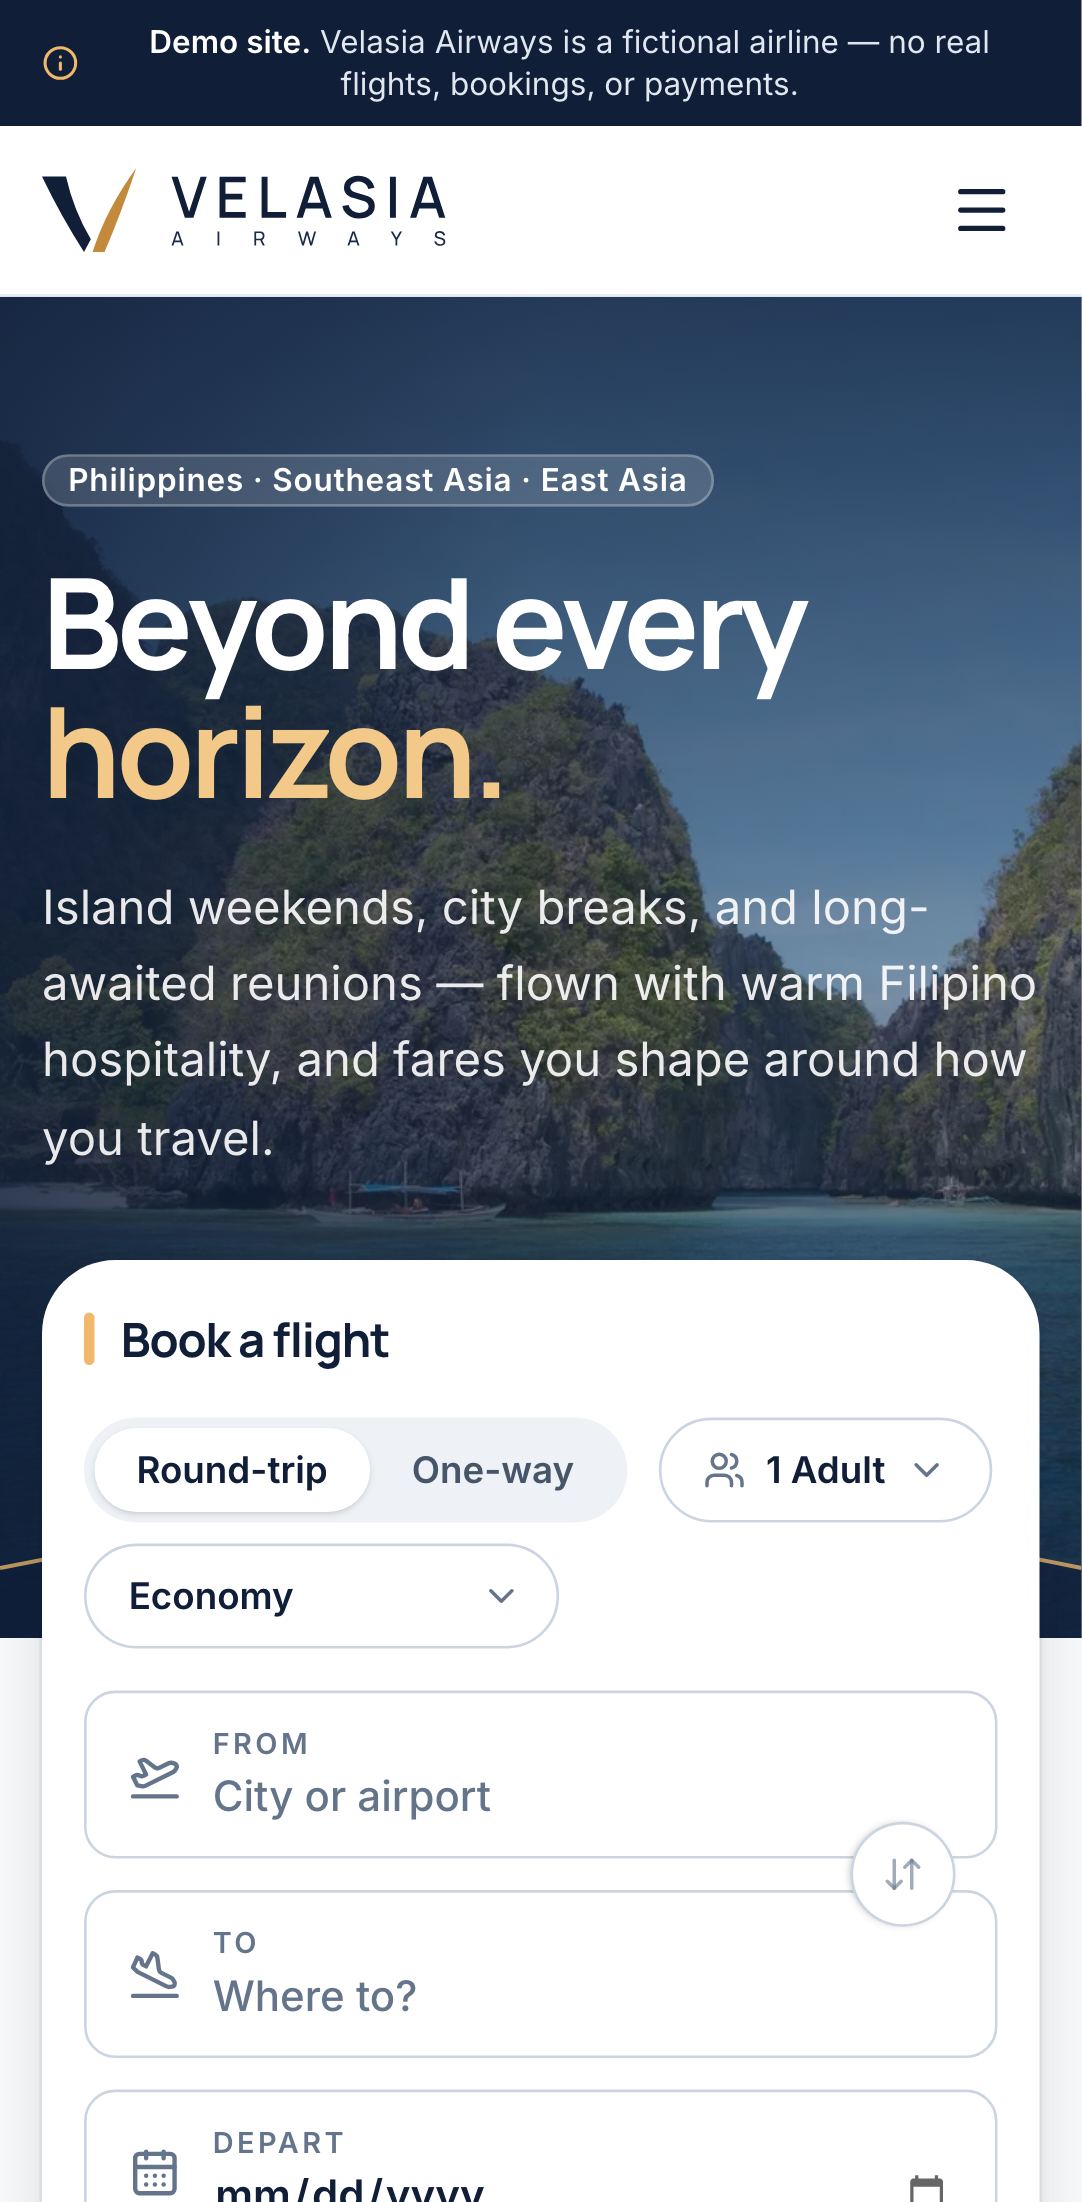 Demo site. Velasia Airways is a fictional airline — no real
flights, bookings, or payments.
VELASIA
AIRWAYS
Philippines · Southeast Asia · East Asia
Beyond every
horizon.
Island weekends, city breaks, and long-
awaited reunions — flown with warm Filipino
hospitality, and fares you shape around how
you travel.
Book a flight
Round-trip
One-way
1 Adult
Economy
FROM
City or airport
TO
Where to?
DEPART
mm/dd/yyyy